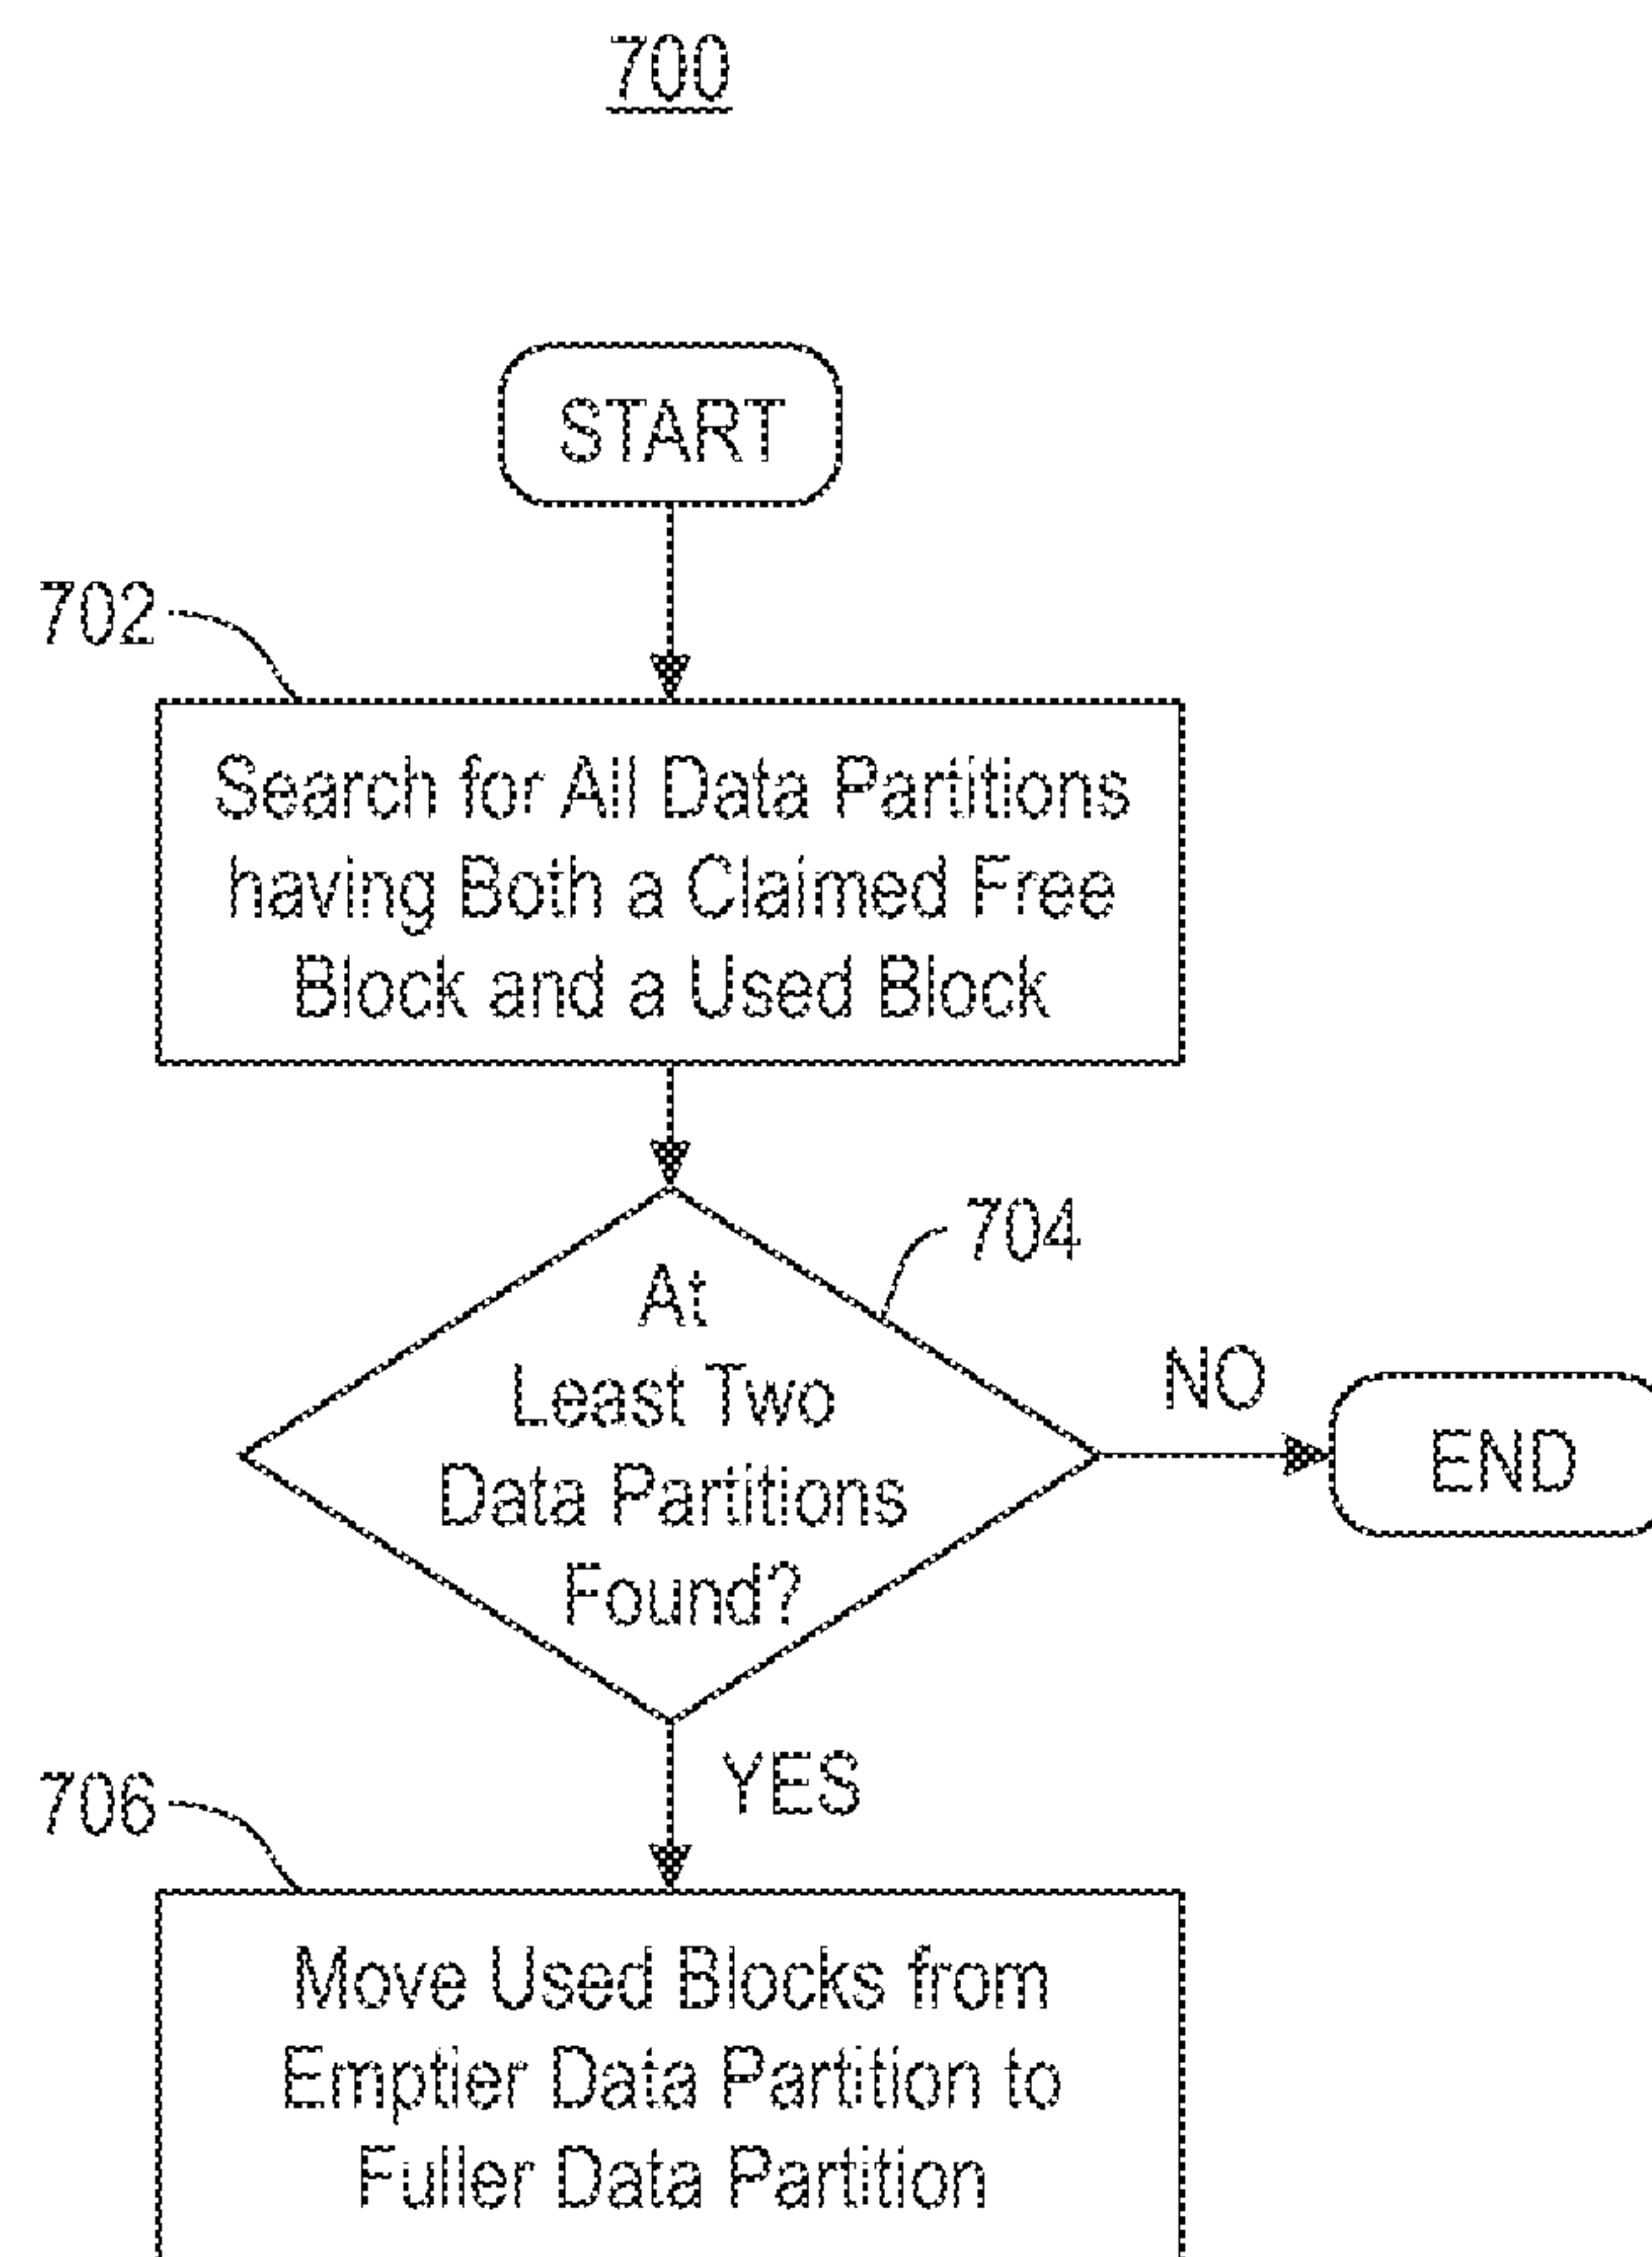 700
START
702
Search for All Data Partitions
having Both a Claimed Free
Block and a Used Block
704
At
Least Two
Data Partitions
Found?
NO
END
YES
706
Move Used Blocks from
Emptier Data Partition to
Fuller Data Partition